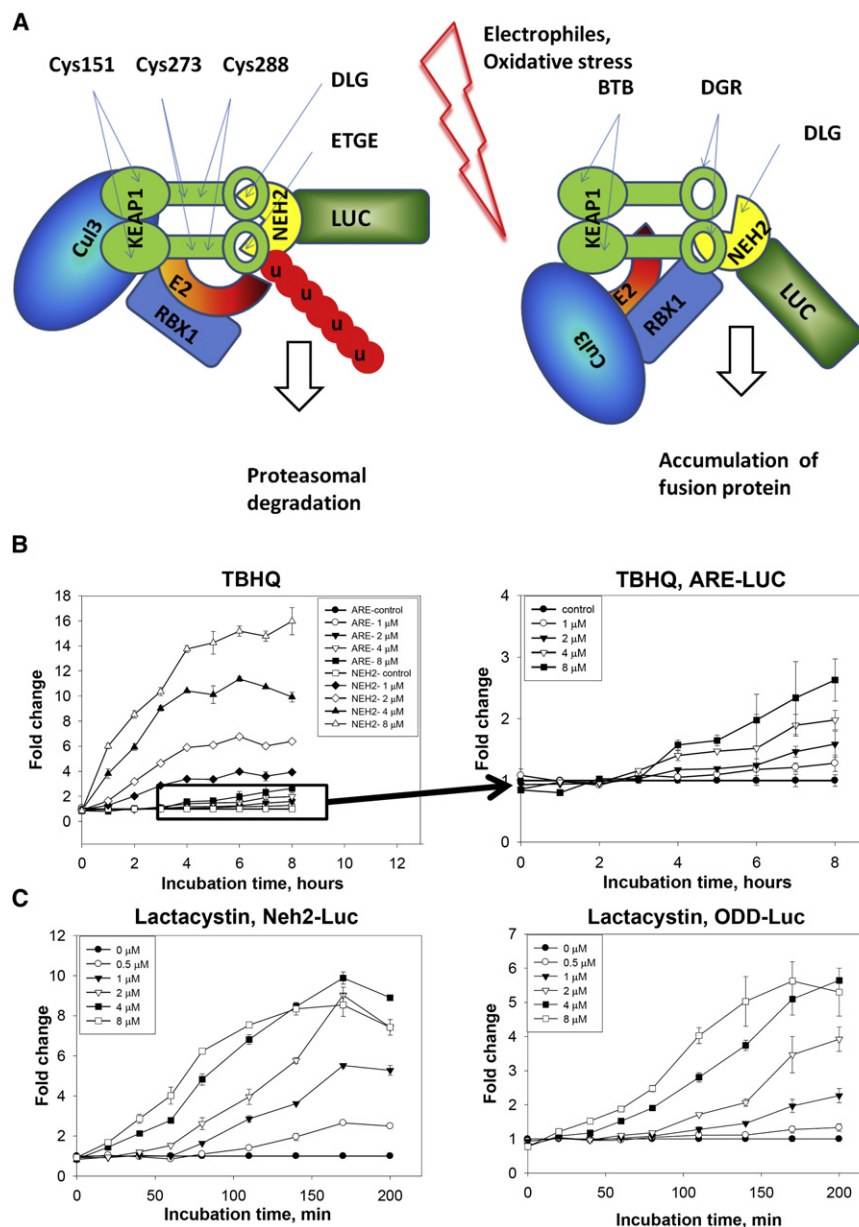 A
Cys151 Cys273 Cys288
DLG
ETGE
Cul3
KEAP1
NEH2
LUC
E2
RBX1
u
u
u
u
u
Proteasomal
degradation
Electrophiles,
Oxidative stress
BTB
DGR
DLG
KEAP1
NEH2
E2
RBX1
LUC
Cul3
Accumulation of
fusion protein
B
TBHQ
Fold change
18
16
14
12
10
8
6
4
2
0
ARE-control
ARE- 1 μM
ARE- 2 μM
ARE- 4 μM
ARE- 8 μM
NEH2- control
NEH2- 1 μM
NEH2- 2 μM
NEH2- 4 μM
NEH2- 8 μM
0 2 4 6 8 10 12
Incubation time, hours
TBHQ, ARE-LUC
Fold change
4
3
2
1
0
control
1 μM
2 μM
4 μM
8 μM
0 2 4 6 8
Incubation time, hours
C
Lactacystin, Neh2-Luc
Fold change
12
10
8
6
4
2
0
0 μM
0.5 μM
1 μM
2 μM
4 μM
8 μM
0 50 100 150 200
Incubation time, min
Lactacystin, ODD-Luc
Fold change
7
6
5
4
3
2
1
0
0 μM
0.5 μM
1 μM
2 μM
4 μM
8 μM
0 50 100 150 200
Incubation time, min